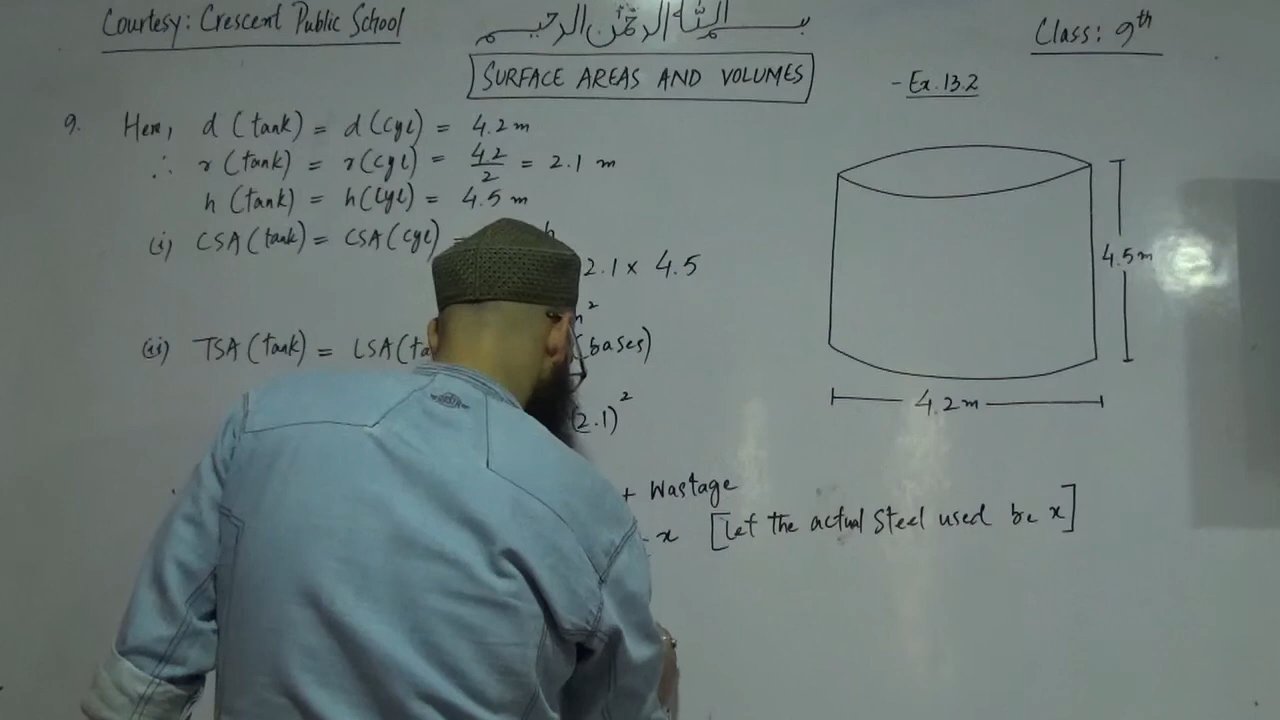 Courtesy: Crescent Public School
بسم الله الرحمن الرحيم
Class: 9th
SURFACE AREAS AND VOLUMES
- Ex. 13.2
9. Here, d (tank) = d (cyl) = 4.2 m
∴ r (tank) = r (cyl) = 4.2/2 = 2.1 m
h (tank) = h (cyl) = 4.5 m
(i) CSA (tank) = CSA (cyl) = h
2.1 × 4.5
(ii) TSA (tank) = LSA (bases)
(2.1)²
+ Wastage
x [Let the actual Steel used be x]
4.5 m
4.2 m